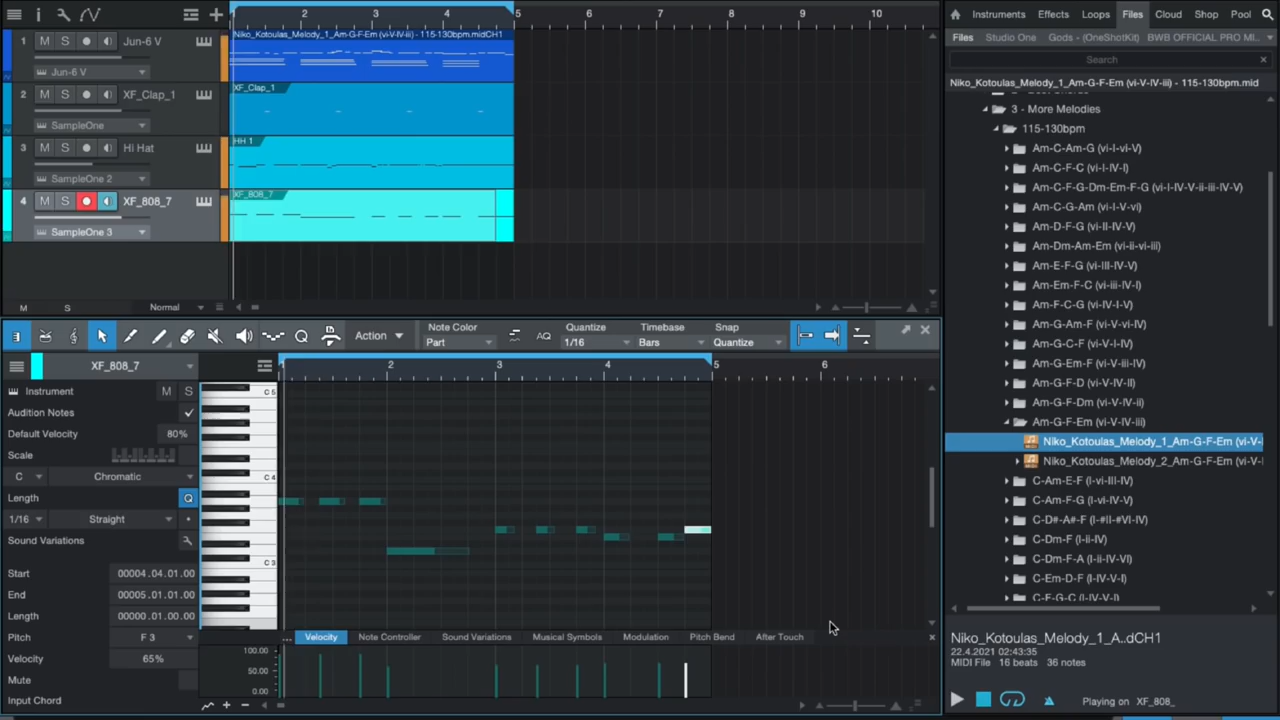 1 2 3 4 5 6 7 8 9 10
1 M S Jun-6 V
Jun-6 V
2 M S XF_Clap_1
SampleOne
3 M S Hi Hat
SampleOne 2
4 M S XF_808_7
SampleOne 3
M S Normal
Niko_Kotoulas_Melody_1_Am-G-F-Em (vi-V-IV-iii) - 115-130bpm.midCH1
XF_Clap_1
HH 1
XF_808_7
Action
Note Color
Part
AQ
Quantize
1/16
Timebase
Bars
Snap
Quantize
XF_808_7
1 2 3 4 5 6
Instrument M S
Audition Notes
Default Velocity 80%
Scale
C Chromatic
Length Q
1/16 Straight
Sound Variations
Start 00004.04.01.00
End 00005.01.01.00
Length 00000.01.00.00
Pitch F 3
Velocity 65%
Mute
Input Chord
C 5
C 4
C 3
... Velocity Note Controller Sound Variations Musical Symbols Modulation Pitch Bend After Touch
100.00
50.00
0.00
Instruments Effects Loops Files Cloud Shop Pool
Files Studio One Gods - (OneShotKit) BWB OFFICIAL PRO MI...
Search
Niko_Kotoulas_Melody_1_Am-G-F-Em (vi-V-IV-iii) - 115-130bpm.mid
3 - More Melodies
115-130bpm
Am-C-Am-G (vi-I-vi-V)
Am-C-F-C (vi-I-IV-I)
Am-C-F-G-Dm-Em-F-G (vi-I-IV-V-ii-iii-IV-V)
Am-C-G-Am (vi-I-V-vi)
Am-D-F-G (vi-II-IV-V)
Am-Dm-Am-Em (vi-ii-vi-iii)
Am-E-F-G (vi-III-IV-V)
Am-Em-F-C (vi-iii-IV-I)
Am-F-C-G (vi-IV-I-V)
Am-G-Am-F (vi-V-vi-IV)
Am-G-C-F (vi-V-I-IV)
Am-G-Em-F (vi-V-iii-IV)
Am-G-F-D (vi-V-IV-II)
Am-G-F-Dm (vi-V-IV-ii)
Am-G-F-Em (vi-V-IV-iii)
Niko_Kotoulas_Melody_1_Am-G-F-Em (vi-V-
Niko_Kotoulas_Melody_2_Am-G-F-Em (vi-V-I
C-Am-E-F (I-vi-III-IV)
C-Am-F-G (I-vi-IV-V)
C-D#-A#-F (I-#II-#VI-IV)
C-Dm-F (I-ii-IV)
C-Dm-F-A (I-ii-IV-VI)
C-Em-D-F (I-IV-V-I)
C-F-G-C (I-IV-V-I)
Niko_Kotoulas_Melody_1_A..dCH1
22.4.2021 02:43:35
MIDI File 16 beats 36 notes
Playing on XF_808_